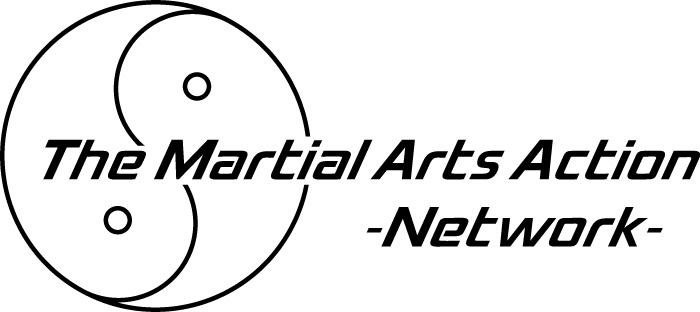 The Martial Arts Action
-Network-